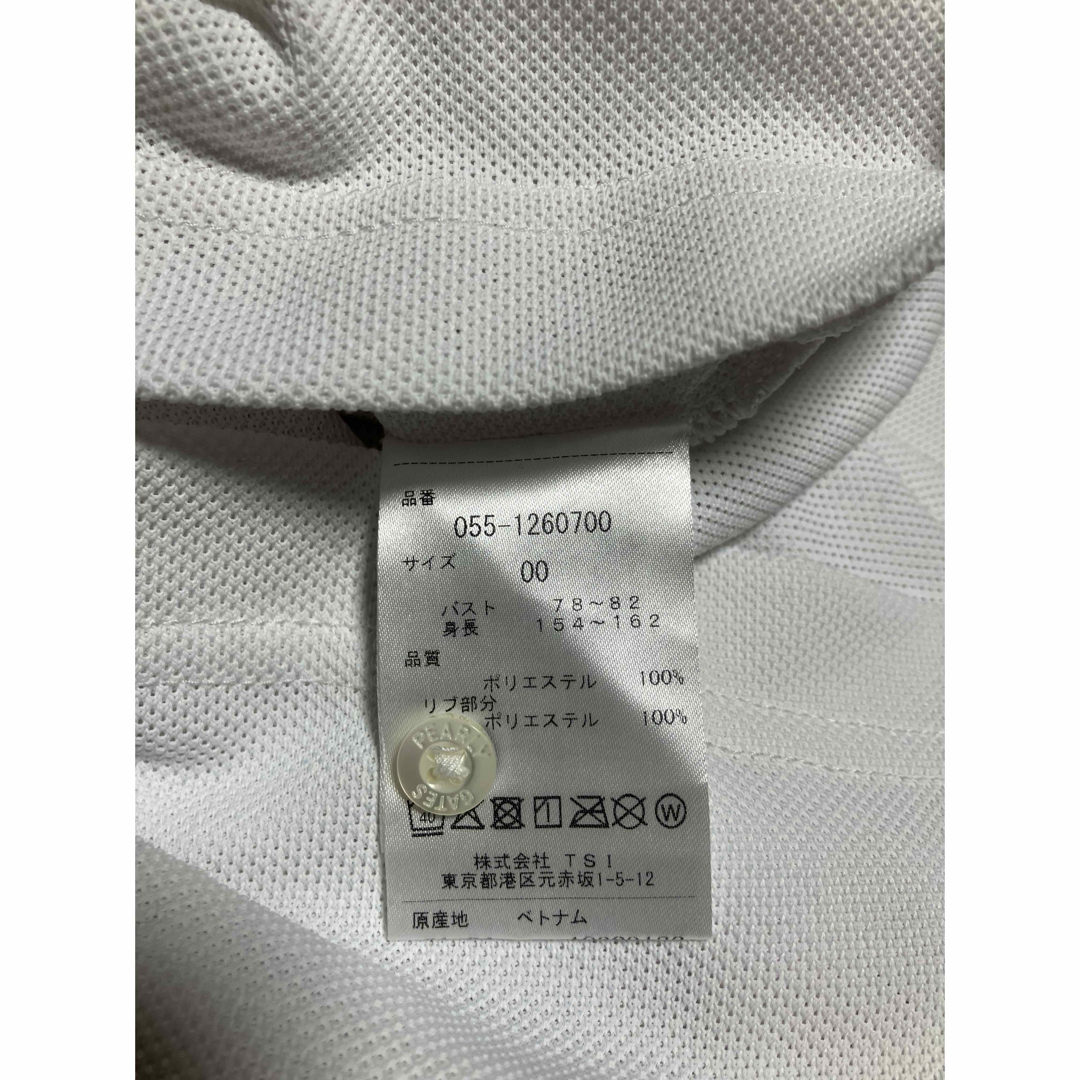 品番
055-1260700
サイズ 00
バスト 78～82
身長 154～162
品質
ポリエステル 100%
リブ部分
ポリエステル 100%
PEARLY
GATES
40
W
株式会社 TSI
東京都港区元赤坂1-5-12
原産地 ベトナム